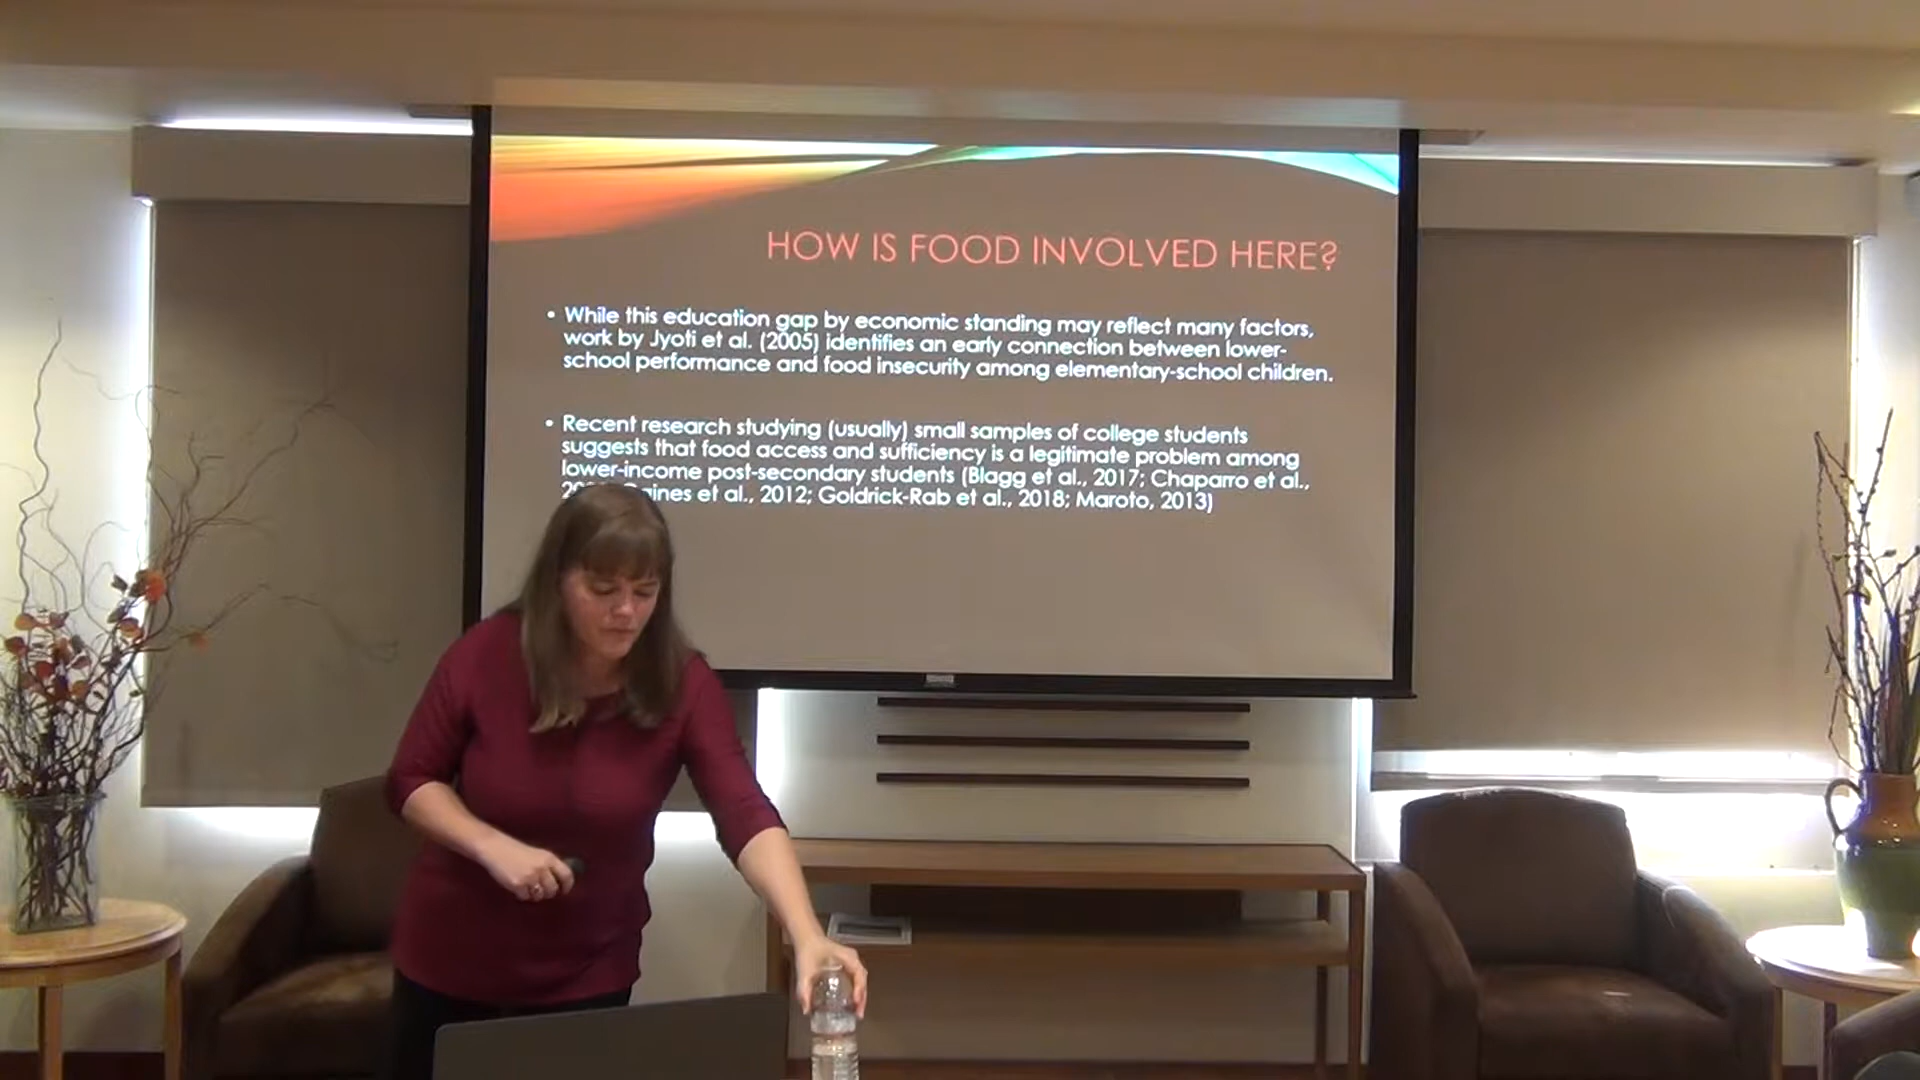 HOW IS FOOD INVOLVED HERE?
• While this education gap by economic standing may reflect many factors,
work by Jyoti et al. (2005) identifies an early connection between lower-
school performance and food insecurity among elementary-school children.
• Recent research studying (usually) small samples of college students
suggests that food access and sufficiency is a legitimate problem among
lower-income post-secondary students (Blagg et al., 2017; Chaparro et al.,
et al., 2012; Goldrick-Rab et al., 2018; Maroto, 2013)